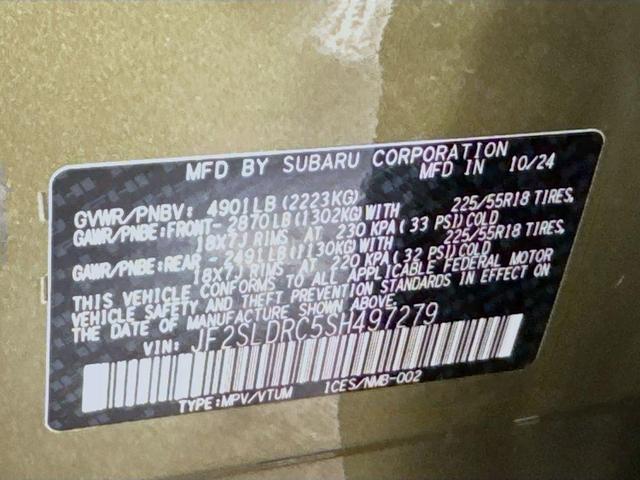 MFD BY SUBARU CORPORATION
MFD IN 10/24
GVWR/PNBV: 4901LB (2223KG)
GAWR/PNBE:FRONT- 2870LB (1302KG) WITH 225/55R18 TIRES,
18X7J RIMS AT 230 KPA (33 PSI) COLD
GAWR/PNBE:REAR - 2491LB (1130KG) WITH 225/55R18 TIRES,
18X7J RIMS AT 220 KPA (32 PSI) COLD
THIS VEHICLE CONFORMS TO ALL APPLICABLE FEDERAL MOTOR
VEHICLE SAFETY AND THEFT PREVENTION STANDARDS IN EFFECT ON
THE DATE OF MANUFACTURE SHOWN ABOVE.
VIN: JF2SLDRC5SH497279
TYPE:MPV/VTUM ICES/NMB-002